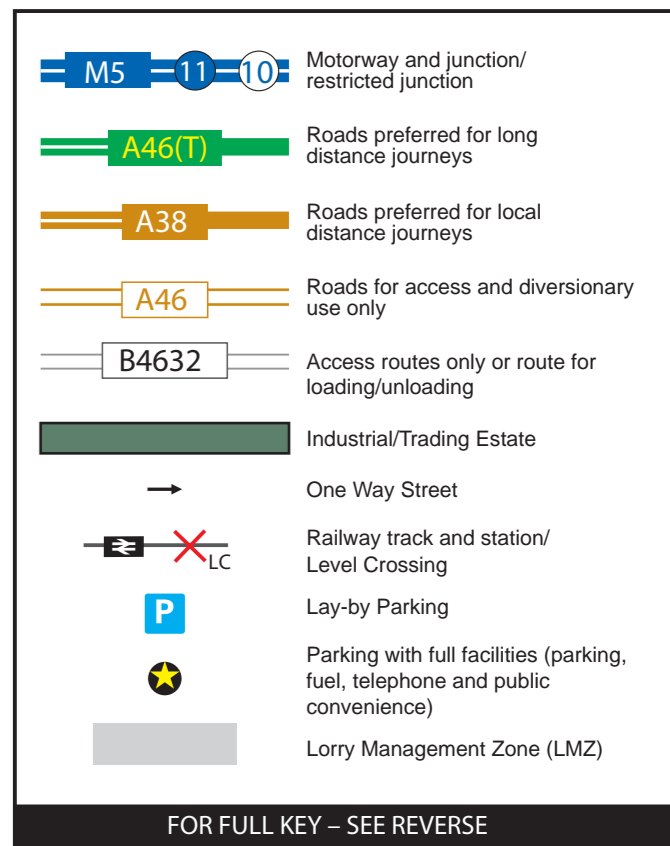 M5 11 10 Motorway and junction/
restricted junction
A46(T) Roads preferred for long
distance journeys
A38 Roads preferred for local
distance journeys
A46 Roads for access and diversionary
use only
B4632 Access routes only or route for
loading/unloading
Industrial/Trading Estate
One Way Street
LC Railway track and station/
Level Crossing
P Lay-by Parking
Parking with full facilities (parking,
fuel, telephone and public
convenience)
Lorry Management Zone (LMZ)
FOR FULL KEY – SEE REVERSE